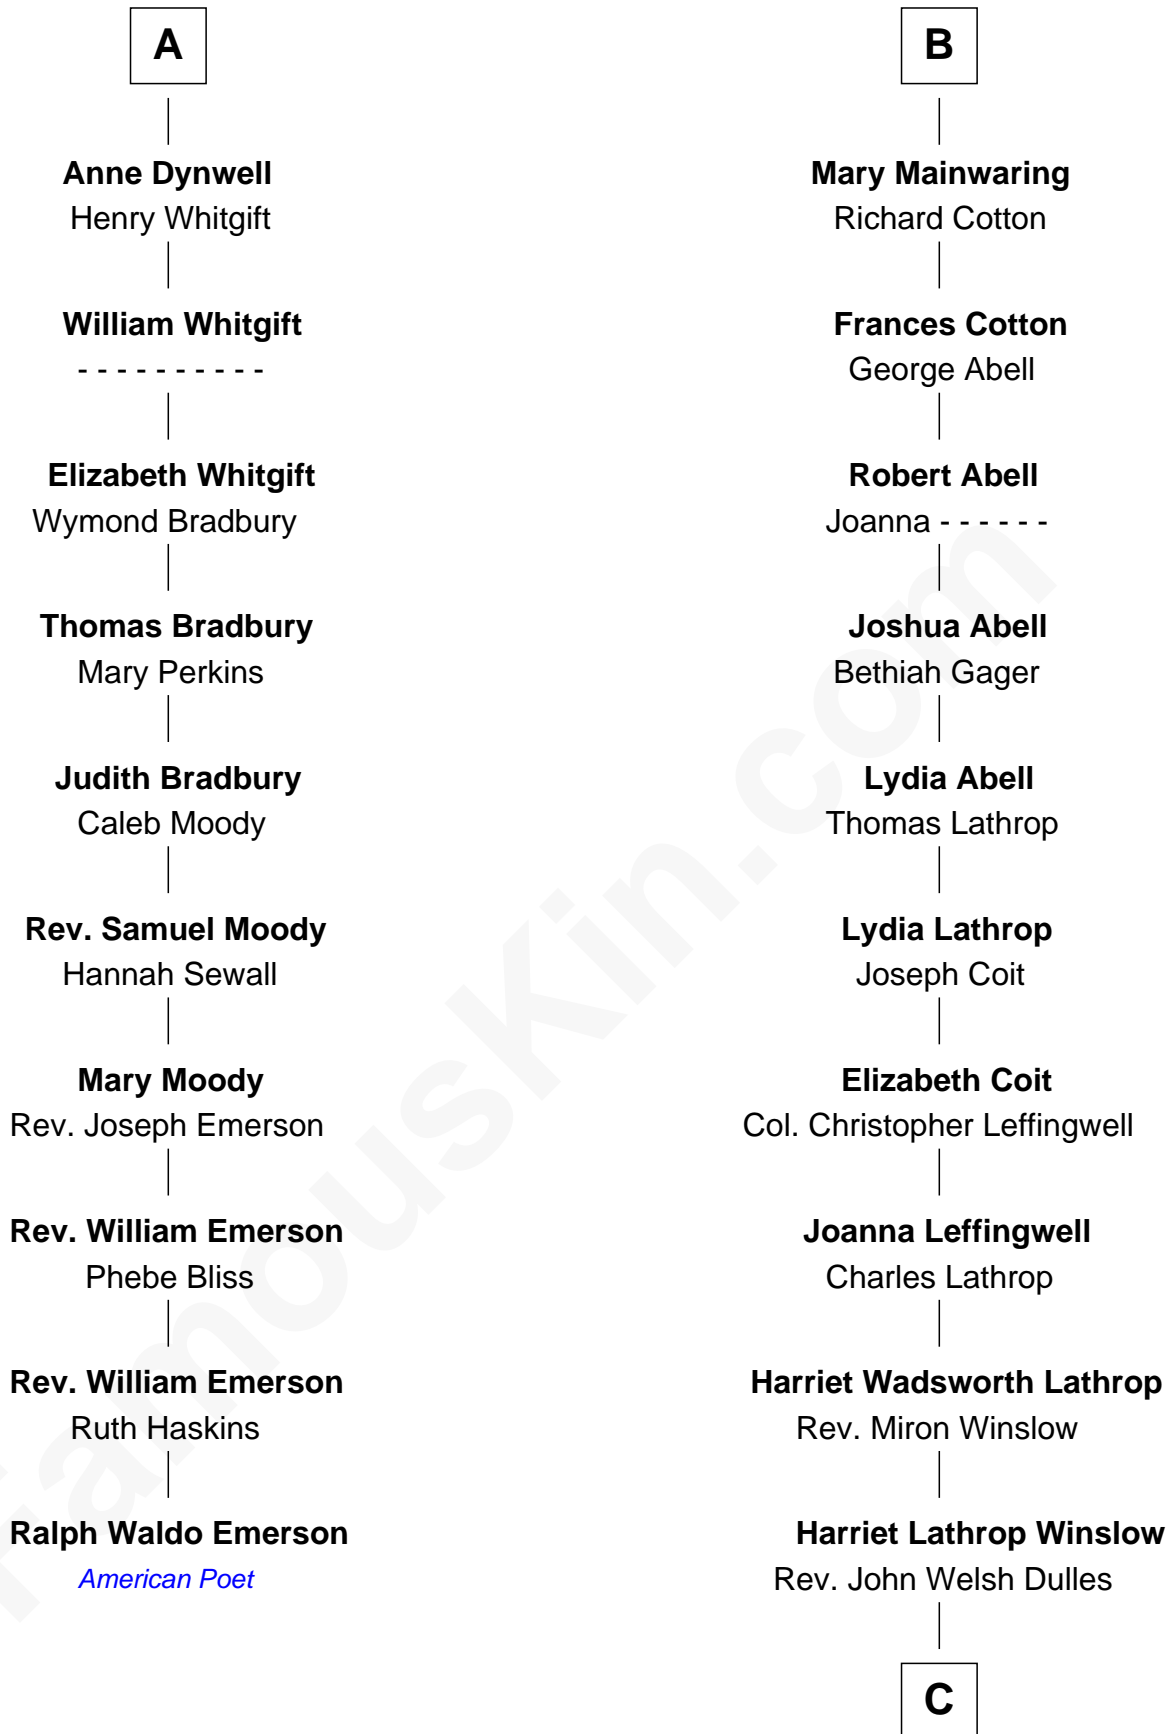 A
Anne Dynwell
Henry Whitgift
William Whitgift
- - - - - - - - - -
Elizabeth Whitgift
Wymond Bradbury
Thomas Bradbury
Mary Perkins
Judith Bradbury
Caleb Moody
Rev. Samuel Moody
Hannah Sewall
Mary Moody
Rev. Joseph Emerson
Rev. William Emerson
Phebe Bliss
Rev. William Emerson
Ruth Haskins
Ralph Waldo Emerson
American Poet
B
Mary Mainwaring
Richard Cotton
Frances Cotton
George Abell
Robert Abell
Joanna - - - - - -
Joshua Abell
Bethiah Gager
Lydia Abell
Thomas Lathrop
Lydia Lathrop
Joseph Coit
Elizabeth Coit
Col. Christopher Leffingwell
Joanna Leffingwell
Charles Lathrop
Harriet Wadsworth Lathrop
Rev. Miron Winslow
Harriet Lathrop Winslow
Rev. John Welsh Dulles
C
FamousKin.com